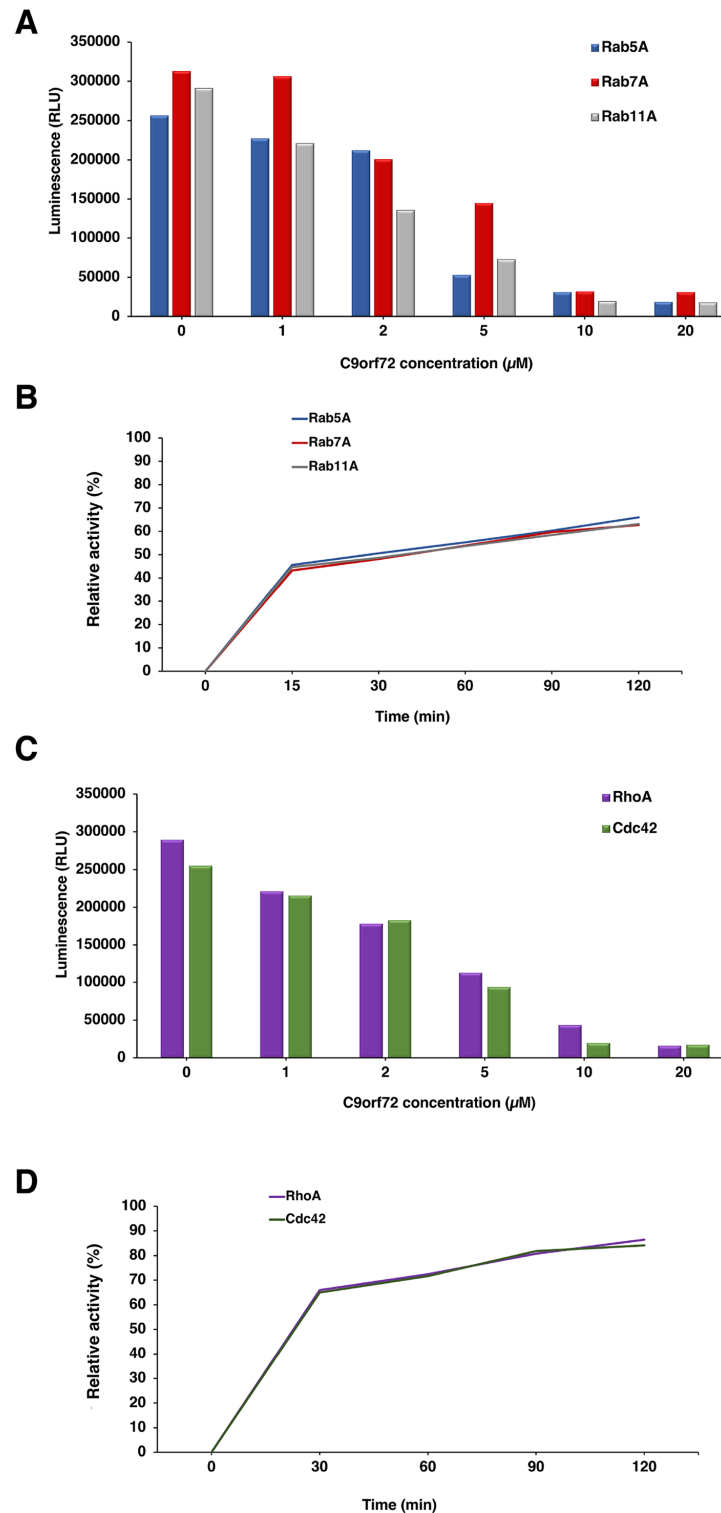 A
Luminescence (RLU)
350000
300000
250000
200000
150000
100000
50000
0
Rab5A
Rab7A
Rab11A
0 1 2 5 10 20
C9orf72 concentration (µM)
B
Relative activity (%)
100
90
80
70
60
50
40
30
20
10
0
Rab5A
Rab7A
Rab11A
0 15 30 60 90 120
Time (min)
C
Luminescence (RLU)
350000
300000
250000
200000
150000
100000
50000
0
RhoA
Cdc42
0 1 2 5 10 20
C9orf72 concentration (µM)
D
Relative activity (%)
100
90
80
70
60
50
40
30
20
10
0
RhoA
Cdc42
0 30 60 90 120
Time (min)